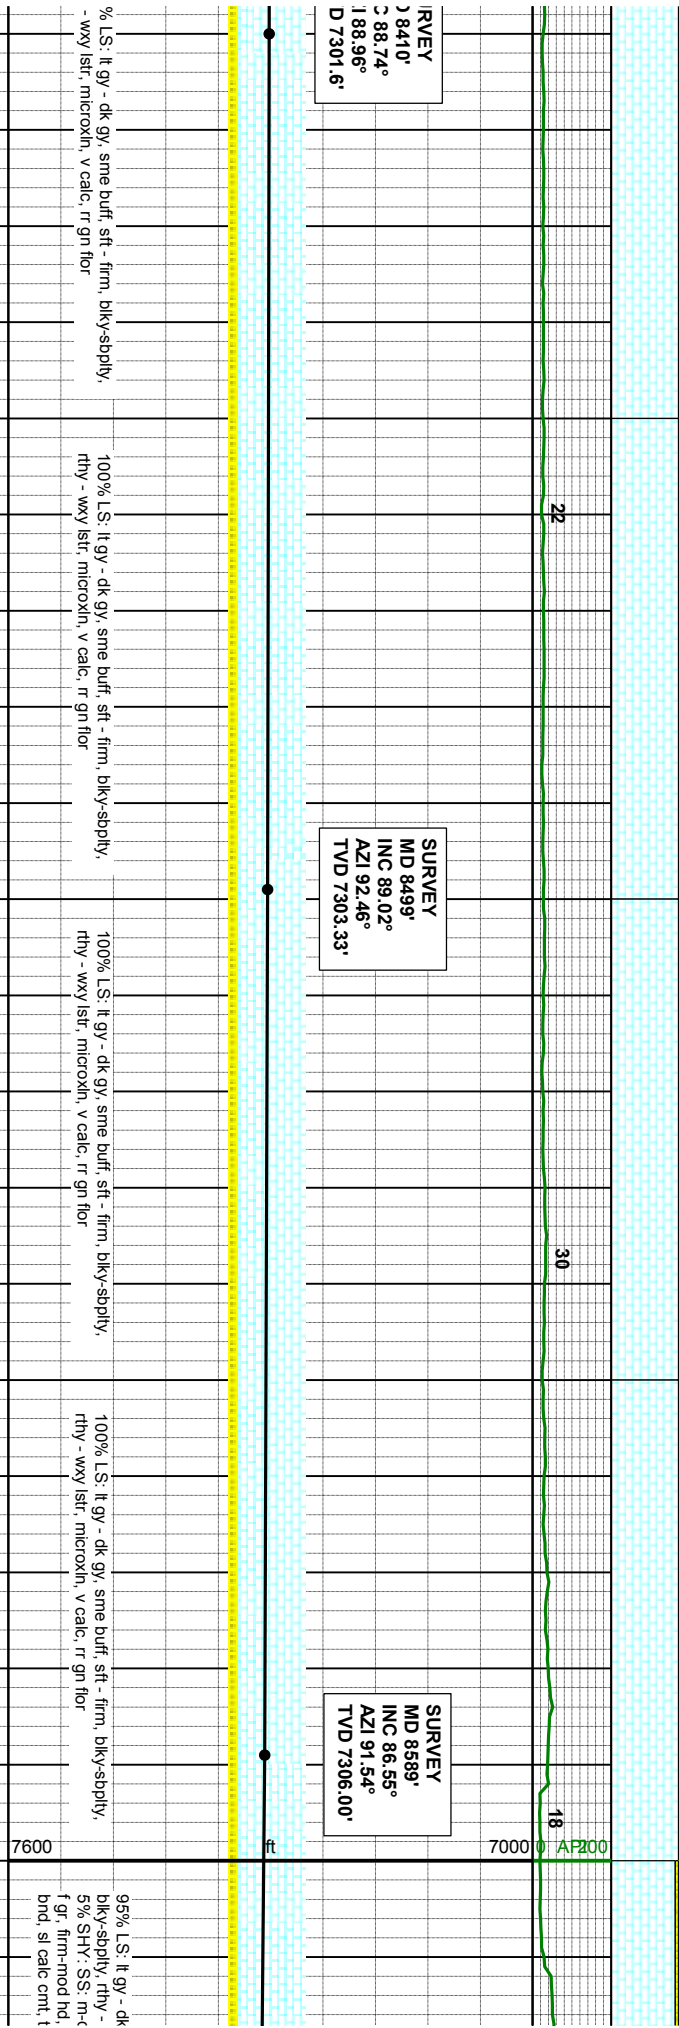 RVEY
D 8410'
C 88.74°
I 88.96°
D 7301.6'
% LS: lt gy - dk gy, sme buff, sft - firm, blky-sbplty,
- wxy lstr, microxln, v calc, rr gn flor
22
100% LS: lt gy - dk gy, sme buff, sft - firm, blky-sbplty,
rthy - wxy lstr, microxln, v calc, rr gn flor
SURVEY
MD 8499'
INC 89.02°
AZI 92.46°
TVD 7303.33'
100% LS: lt gy - dk gy, sme buff, sft - firm, blky-sbplty,
rthy - wxy lstr, microxln, v calc, rr gn flor
30
100% LS: lt gy - dk gy, sme buff, sft - firm, blky-sbplty,
rthy - wxy lstr, microxln, v calc, rr gn flor
SURVEY
MD 8589'
INC 86.55°
AZI 91.54°
TVD 7306.00'
18
7600 ft 7000 0 API 200
95% LS: lt gy - dk
blky-sbplty, rthy -
5% SHY: SS: m-c
f gr, firm-mod hd,
bnd, sl calc cmt, t